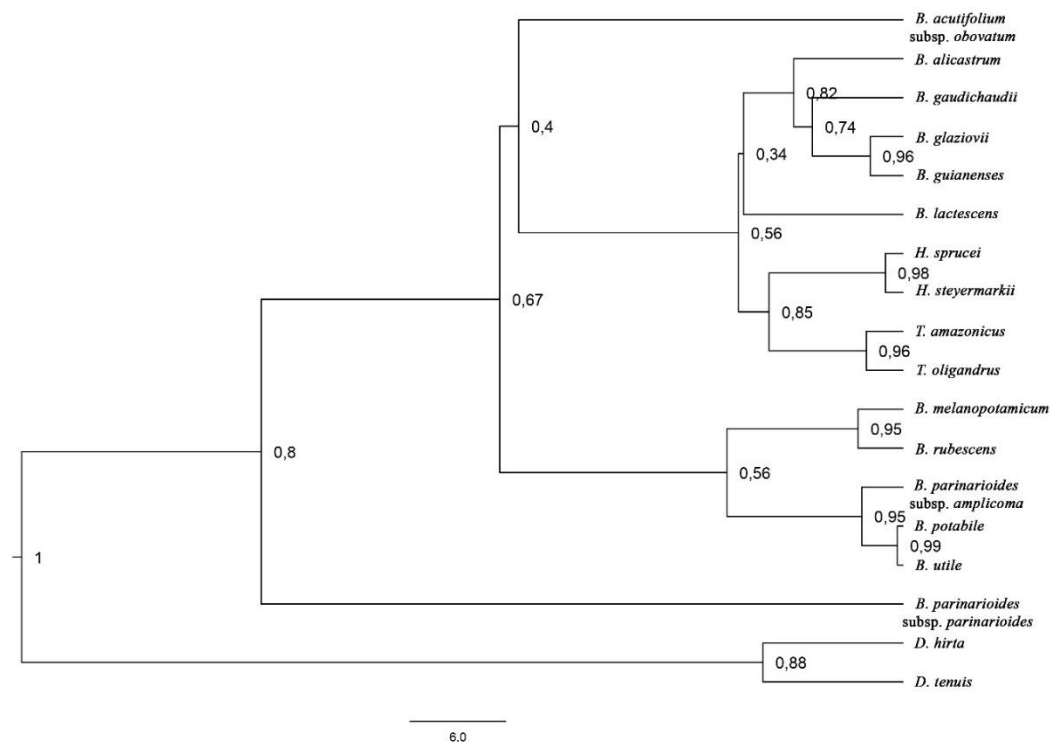 B. acutifolium
subsp. obovatum
B. alicastrum
0,82
B. gaudichaudii
0,4
0,74
B. glaziovii
0,34
0,96
B. guianenses
B. lactescens
0,56
H. sprucei
0,98
H. steyermarkii
0,67
0,85
T. amazonicus
0,96
T. oligandrus
B. melanopotamicum
0,95
B. rubescens
0,8
0,56
B. parinarioides
subsp. amplicoma
0,95
B. potabile
0,99
B. utile
1
B. parinarioides
subsp. parinarioides
D. hirta
0,88
D. tenuis
6.0